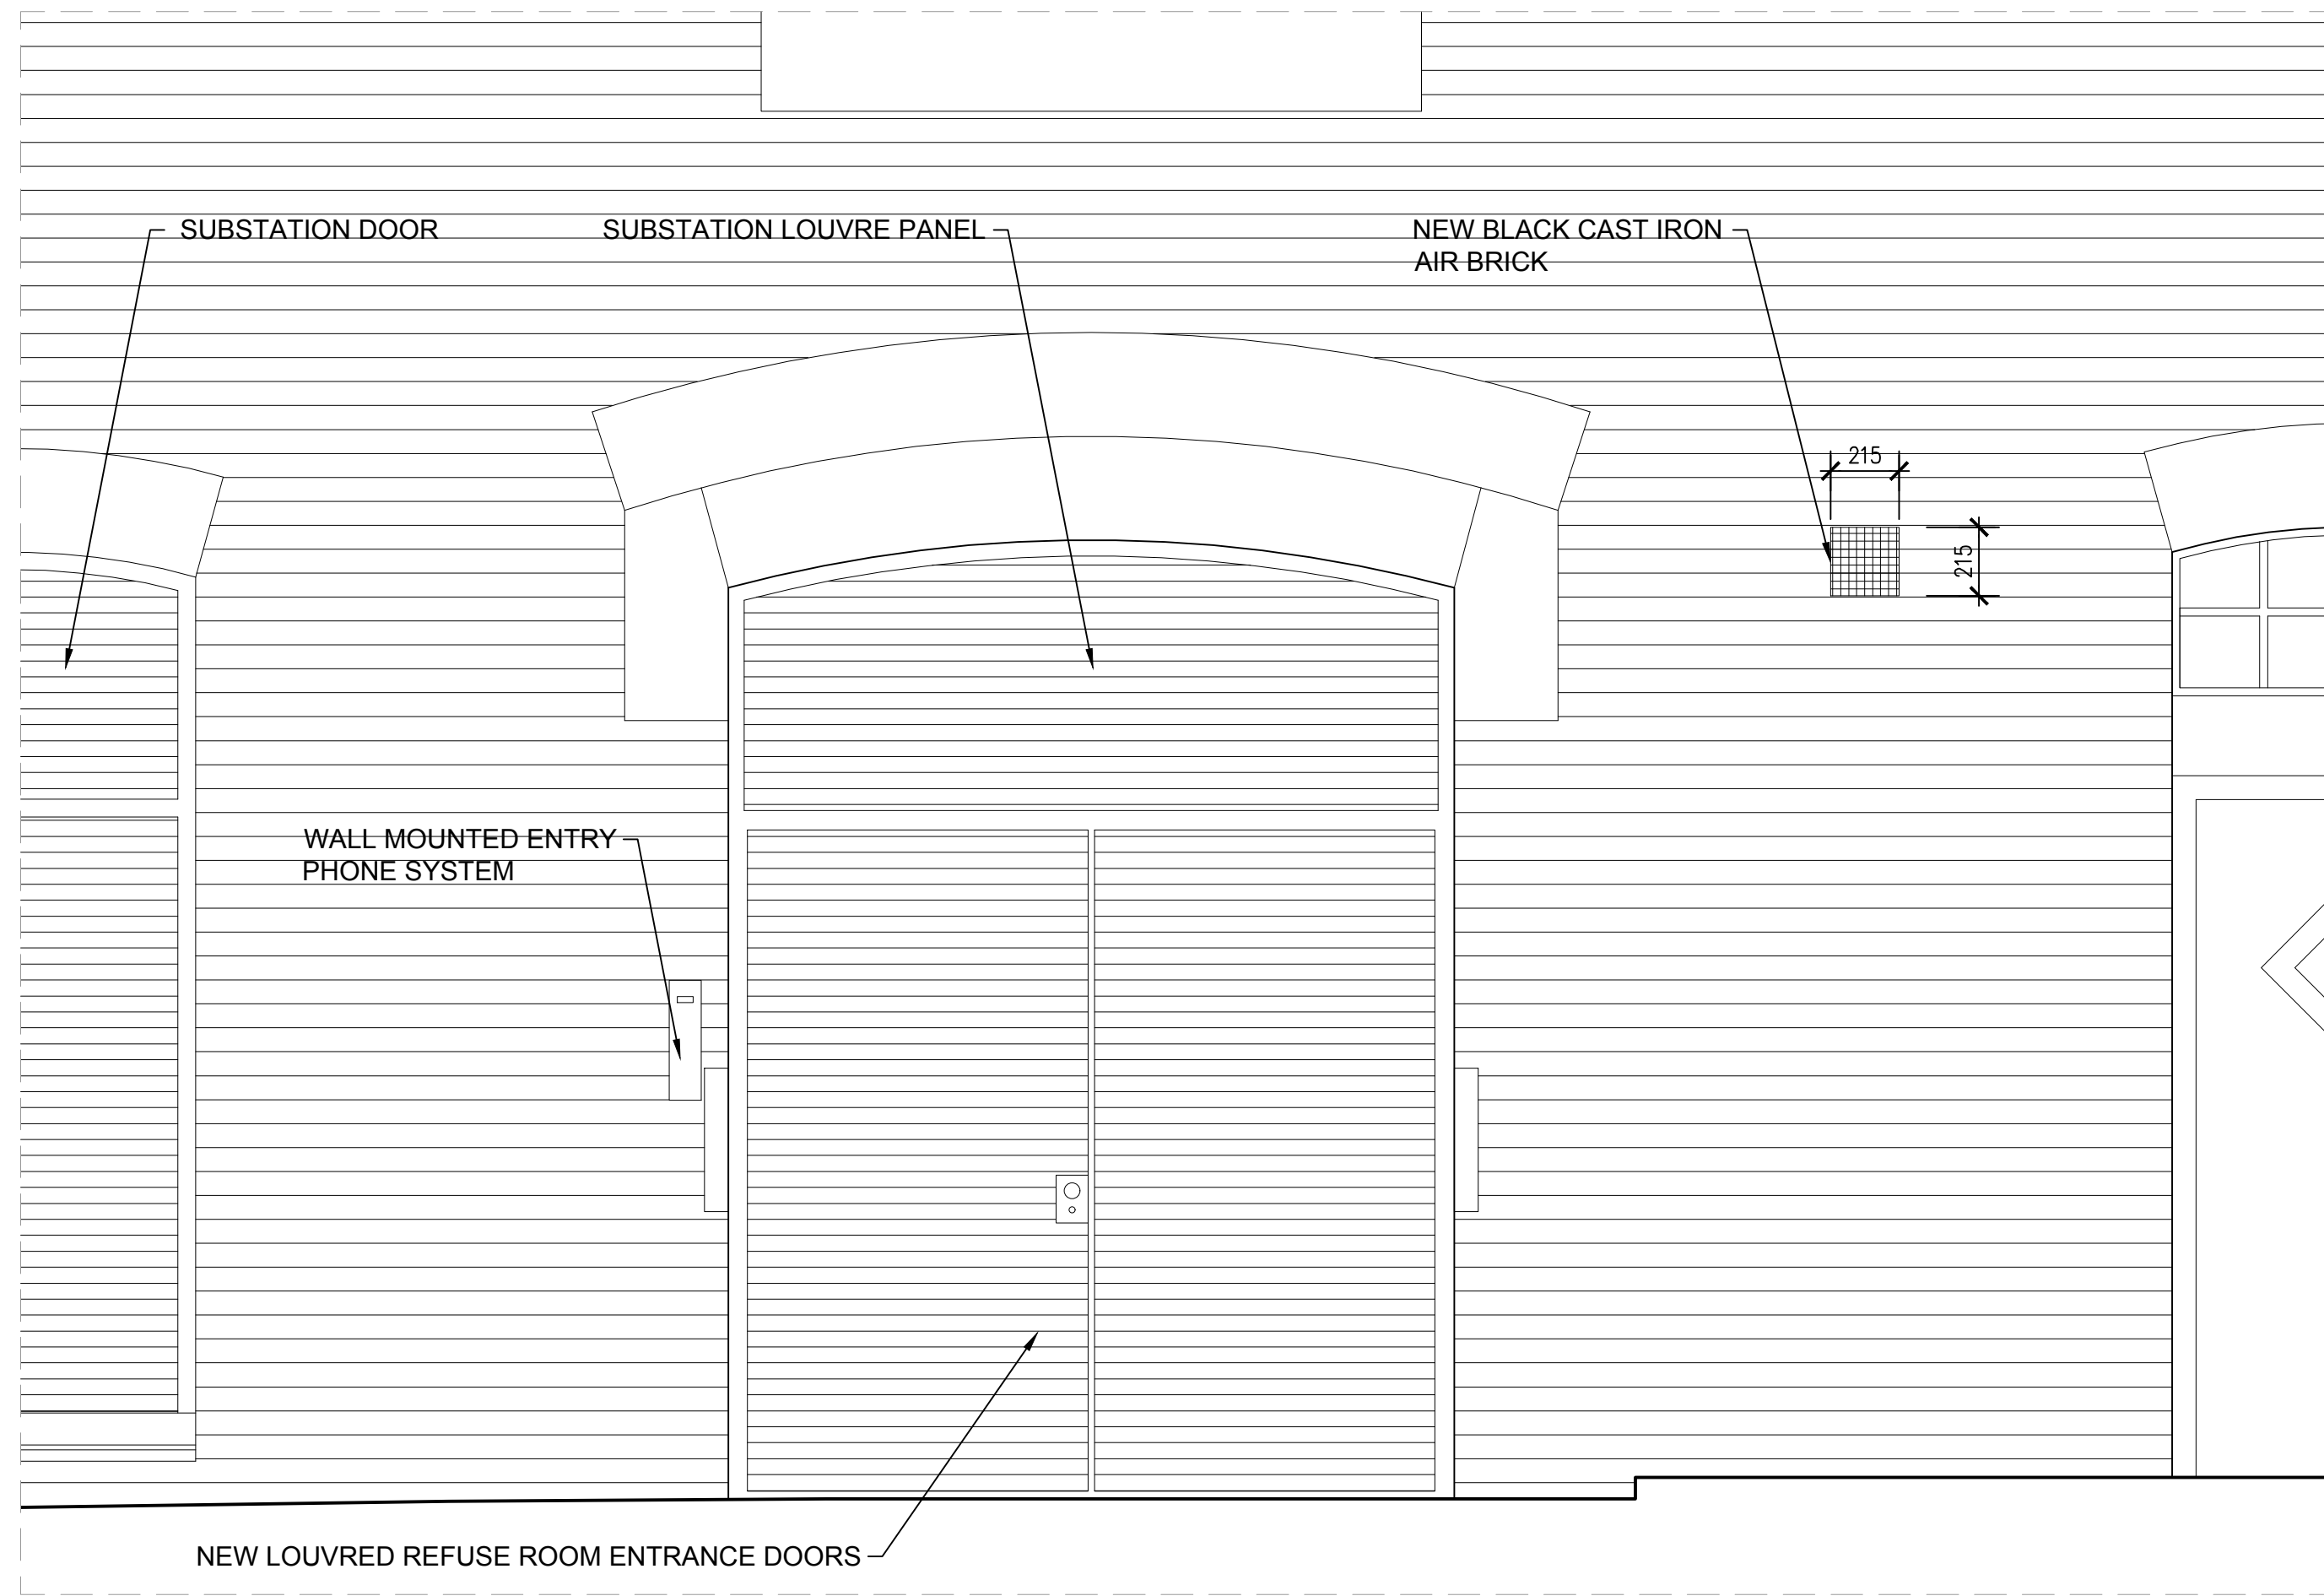 SUBSTATION DOOR
SUBSTATION LOUVRE PANEL
NEW BLACK CAST IRON
AIR BRICK
215
215
WALL MOUNTED ENTRY
PHONE SYSTEM
NEW LOUVRED REFUSE ROOM ENTRANCE DOORS